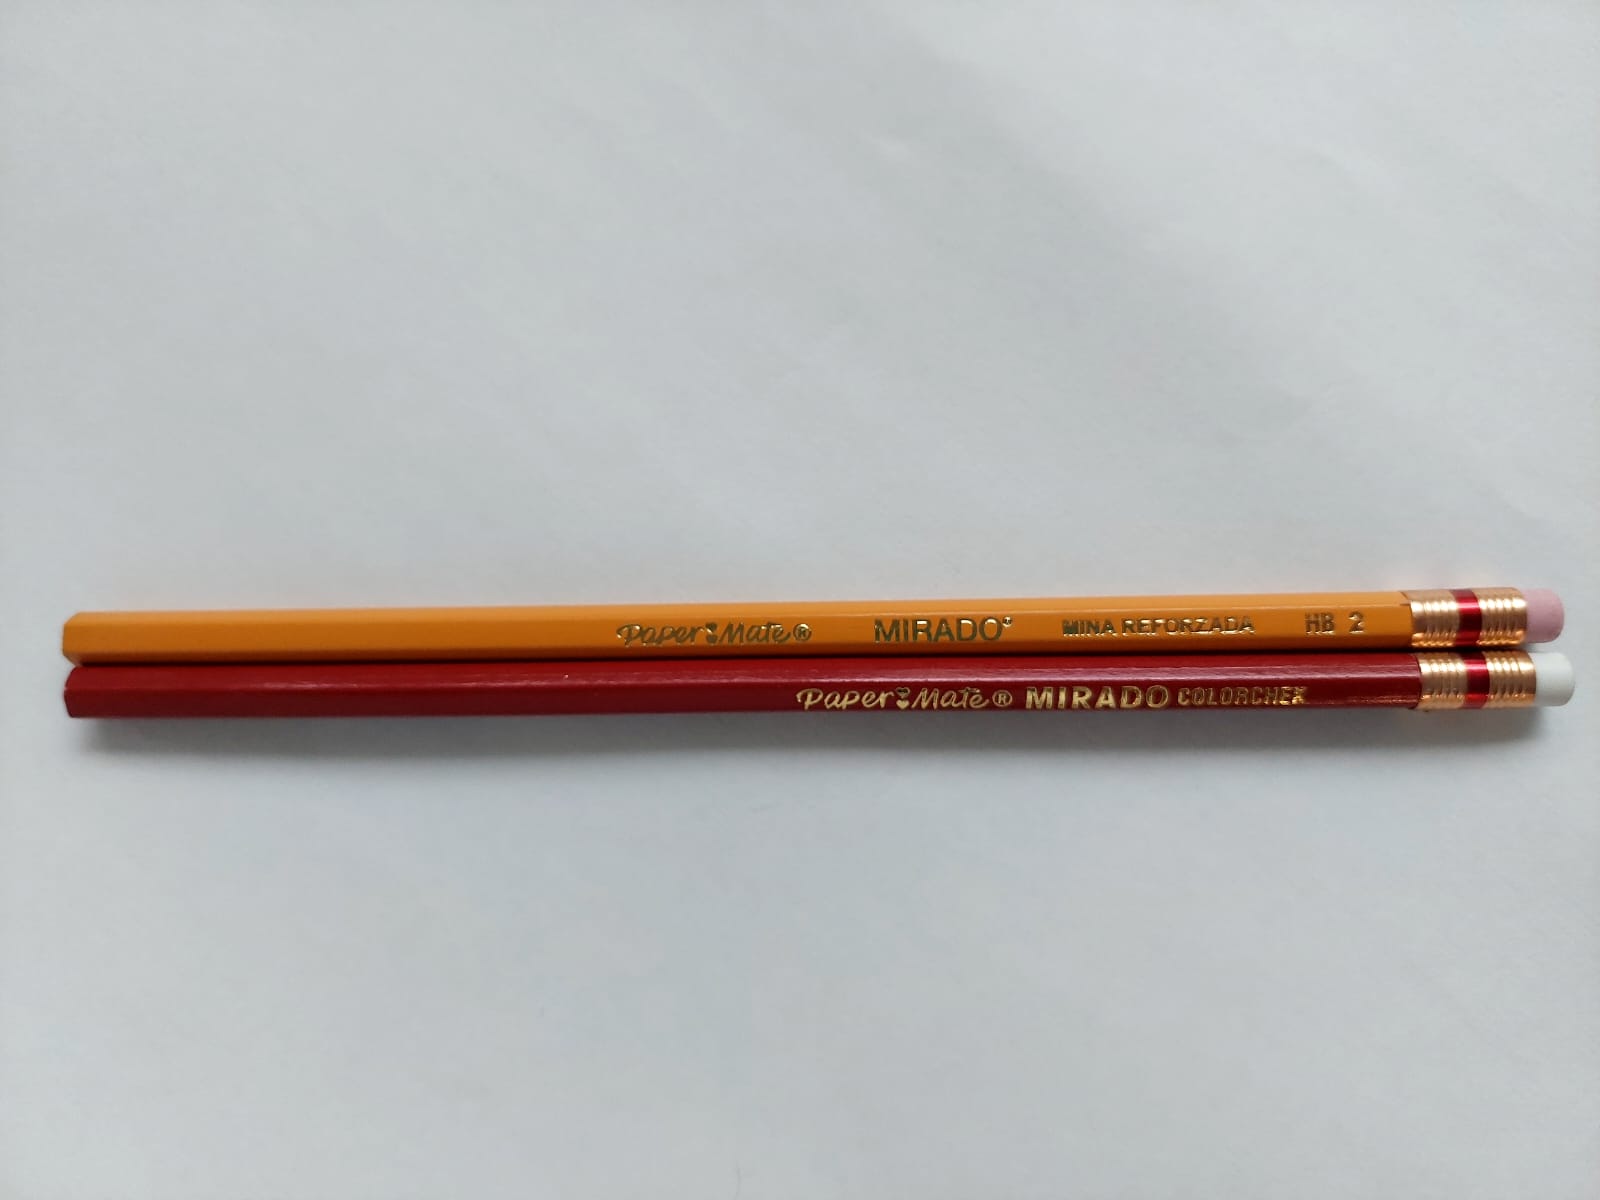 Paper Mate® MIRADO® MINA REFORZADA HB 2
Paper Mate® MIRADO COLORCHEX